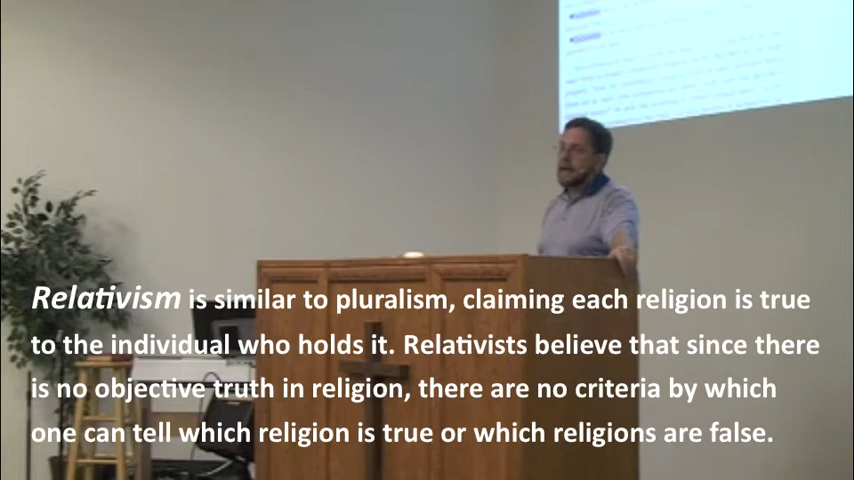 Relativism is similar to pluralism, claiming each religion is true
to the individual who holds it. Relativists believe that since there
is no objective truth in religion, there are no criteria by which
one can tell which religion is true or which religions are false.